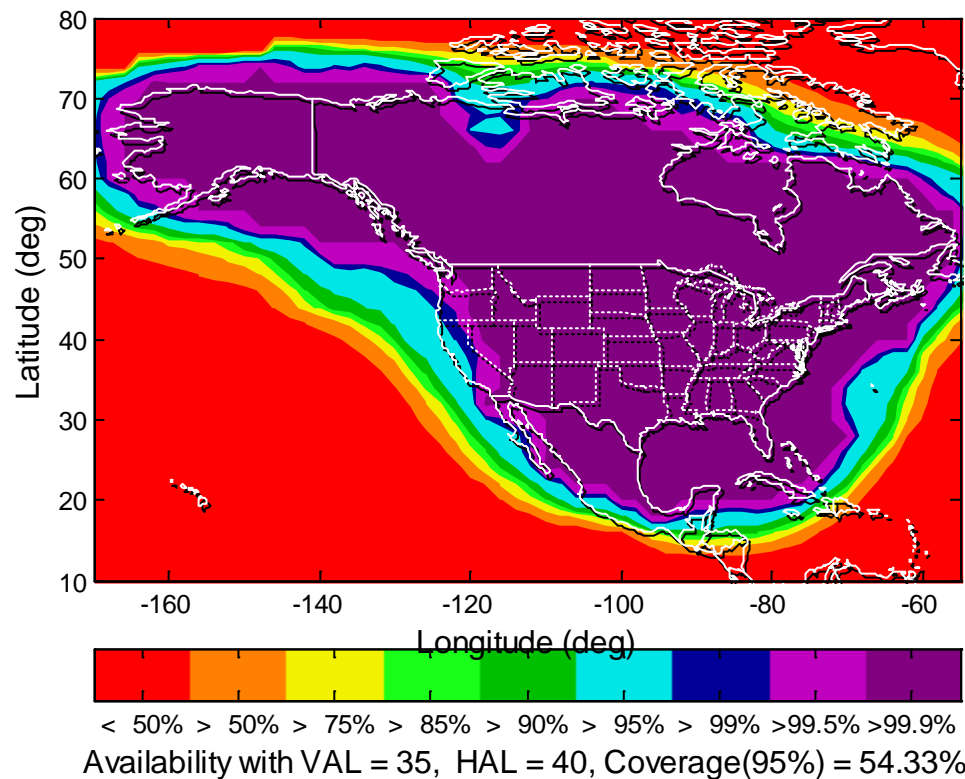 80
70
60
50
40
30
20
10
Latitude (deg)
-160 -140 -120 -100 -80 -60
Longitude (deg)
< 50% > 50% > 75% > 85% > 90% > 95% > 99% >99.5% >99.9%
Availability with VAL = 35, HAL = 40, Coverage(95%) = 54.33%